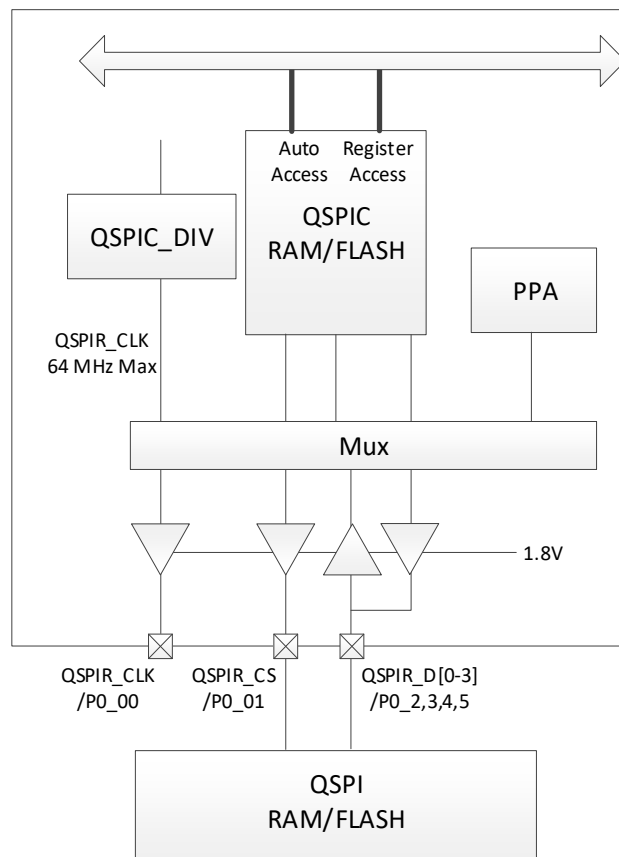 Auto Access
Register Access
QSPIC
RAM/FLASH
QSPIC_DIV
PPA
QSPIR_CLK
64 MHz Max
Mux
1.8V
QSPIR_CLK
/P0_00
QSPIR_CS
/P0_01
QSPIR_D[0-3]
/P0_2,3,4,5
QSPI
RAM/FLASH